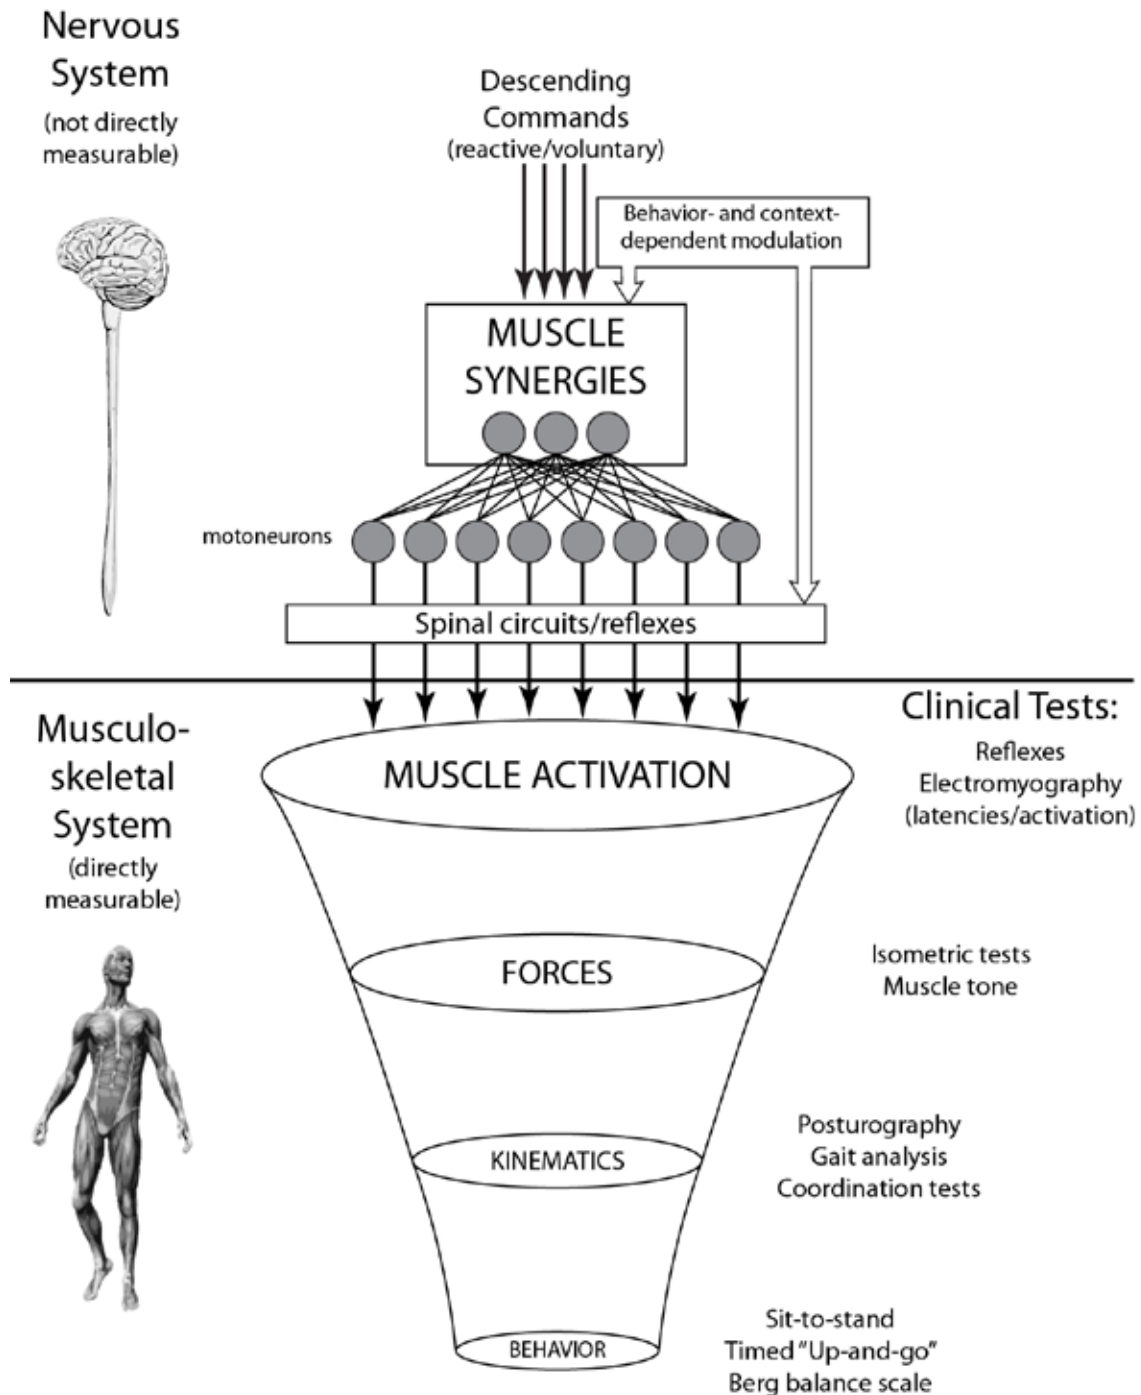 Nervous
System
(not directly
measurable)
Descending
Commands
(reactive/voluntary)
Behavior- and context-
dependent modulation
MUSCLE
SYNERGIES
motoneurons
Spinal circuits/reflexes
Musculo-
skeletal
System
(directly
measurable)
Clinical Tests:
Reflexes
Electromyography
(latencies/activation)
MUSCLE ACTIVATION
FORCES
Isometric tests
Muscle tone
KINEMATICS
Posturography
Gait analysis
Coordination tests
BEHAVIOR
Sit-to-stand
Timed “Up-and-go”
Berg balance scale